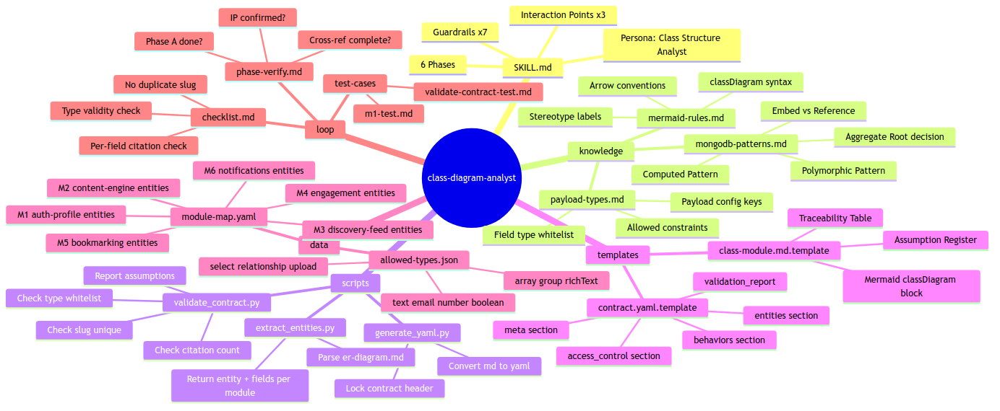 IP confirmed?
Interaction Points x3
Phase A done?
Cross-ref complete?
Guardrails x7
Persona: Class Structure
Analyst
phase-verify.md
6 Phases
SKILL.md
No duplicate slug
test-cases
validate-contract-test.md
Arrow conventions
classDiagram syntax
Type validity check
checklist.md
m1-test.md
Stereotype labels
mermaid-rules.md
Embed vs Reference
loop
Per-field citation check
knowledge
mongodb-patterns.md
Aggregate Root decision
M6 notifications entities
class-diagram-analyst
Computed Pattern
Polymorphic Pattern
M2 content-engine entities
M4 engagement entities
payload-types.md
Payload config keys
M1 auth-profile entities
module-map.yaml
Traceability Table
M3 discovery-feed entities
Field type whitelist
Allowed constraints
M5 bookmarking entities
data
Assumption Register
templates
class-module.md.template
select relationship upload
allowed-types.json
Report assumptions
scripts
array group richText
validation_report
Mermaid classDiagram
block
Check type whitelist
validate_contract.py
text email number boolean
contract.yaml.template
entities section
Check slug unique
extract_entities.py
generate_yaml.py
meta section
behaviors section
Check citation count
Parse er-diagram.md
Convert md to yaml
access_control section
Return entity + fields per
module
Lock contract header